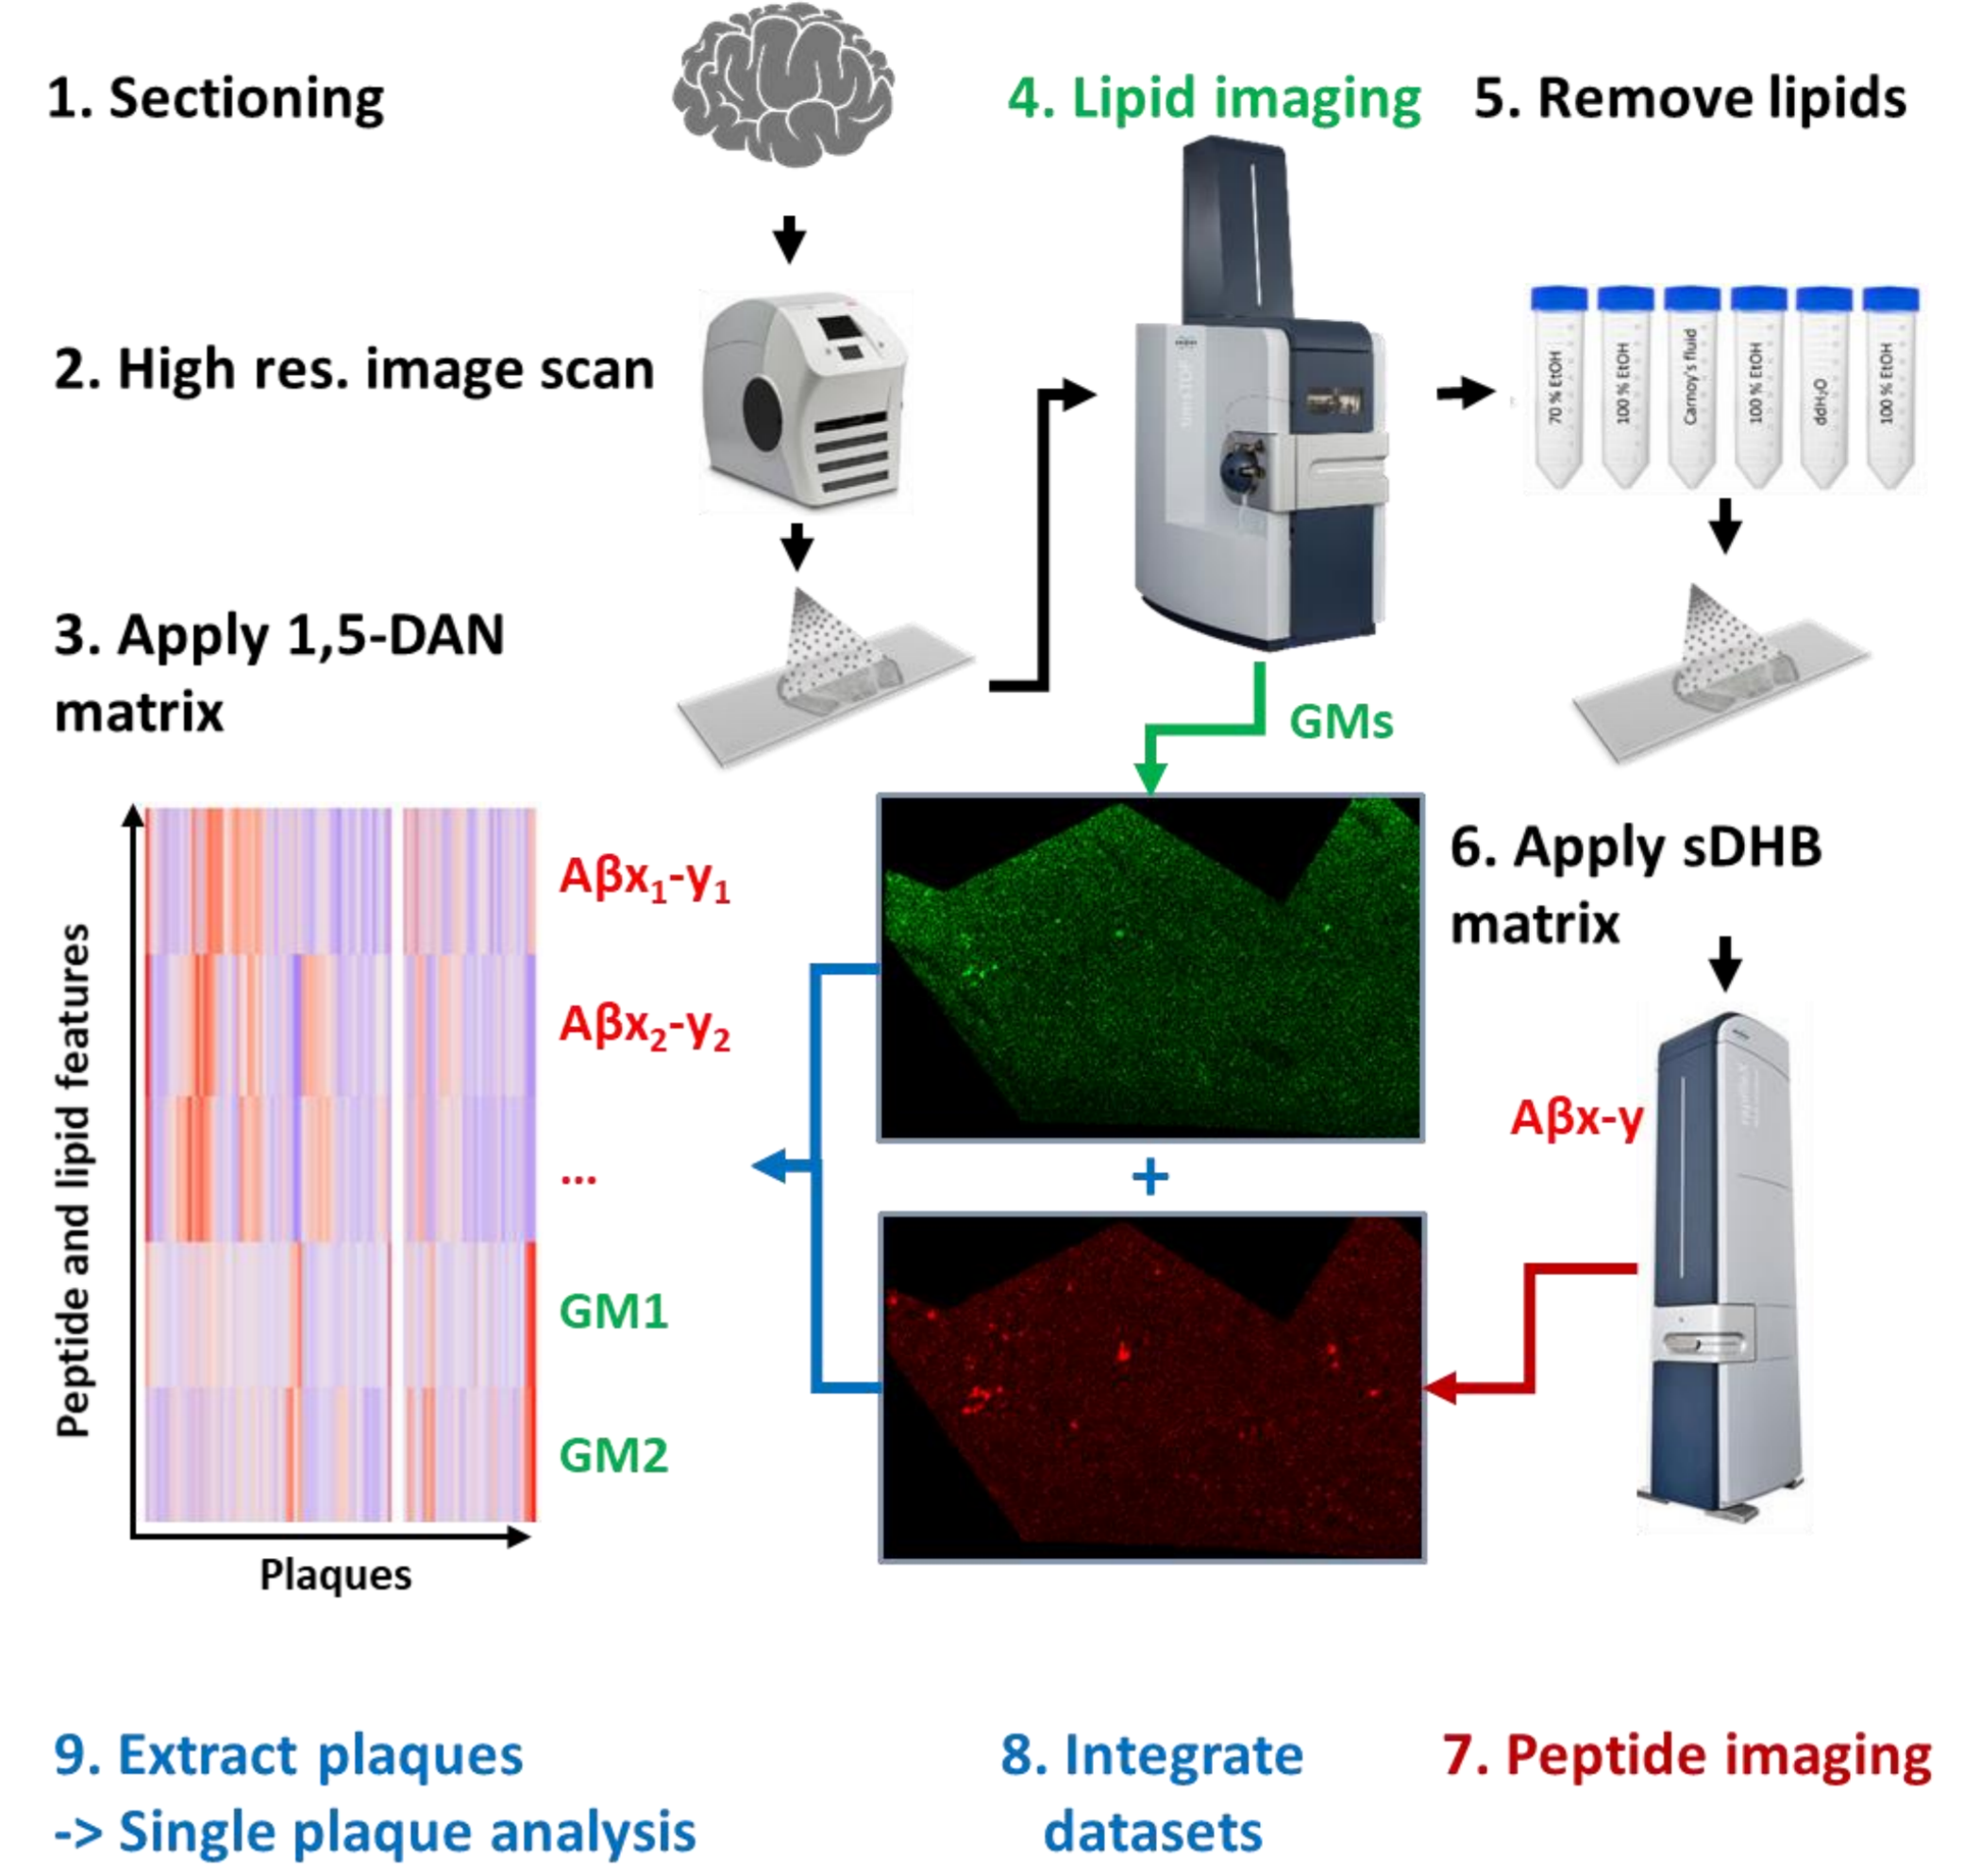 1. Sectioning
4. Lipid imaging
5. Remove lipids
2. High res. image scan
70 % EtOH
100 % EtOH
Carnoy's fluid
100 % EtOH
ddH₂O
100 % EtOH
3. Apply 1,5-DAN
matrix
GMs
6. Apply sDHB
matrix
Aβx₁-y₁
Aβx₂-y₂
...
GM1
GM2
Peptide and lipid features
Plaques
+
Aβx-y
9. Extract plaques
-> Single plaque analysis
8. Integrate
datasets
7. Peptide imaging